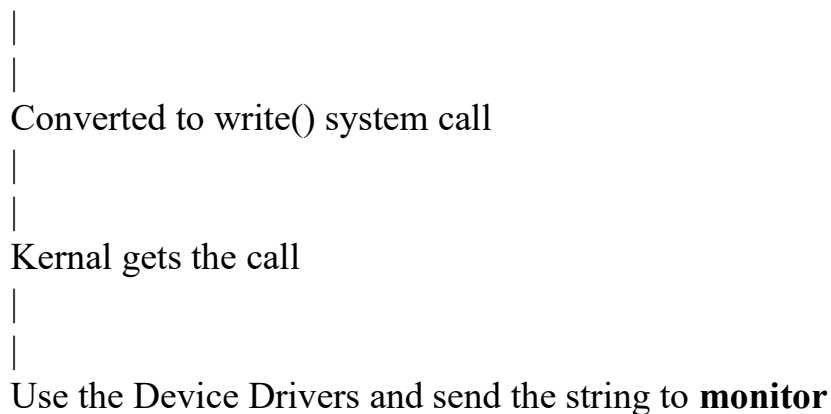 |
|
Converted to write() system call
|
|
Kernal gets the call
|
|
Use the Device Drivers and send the string to monitor